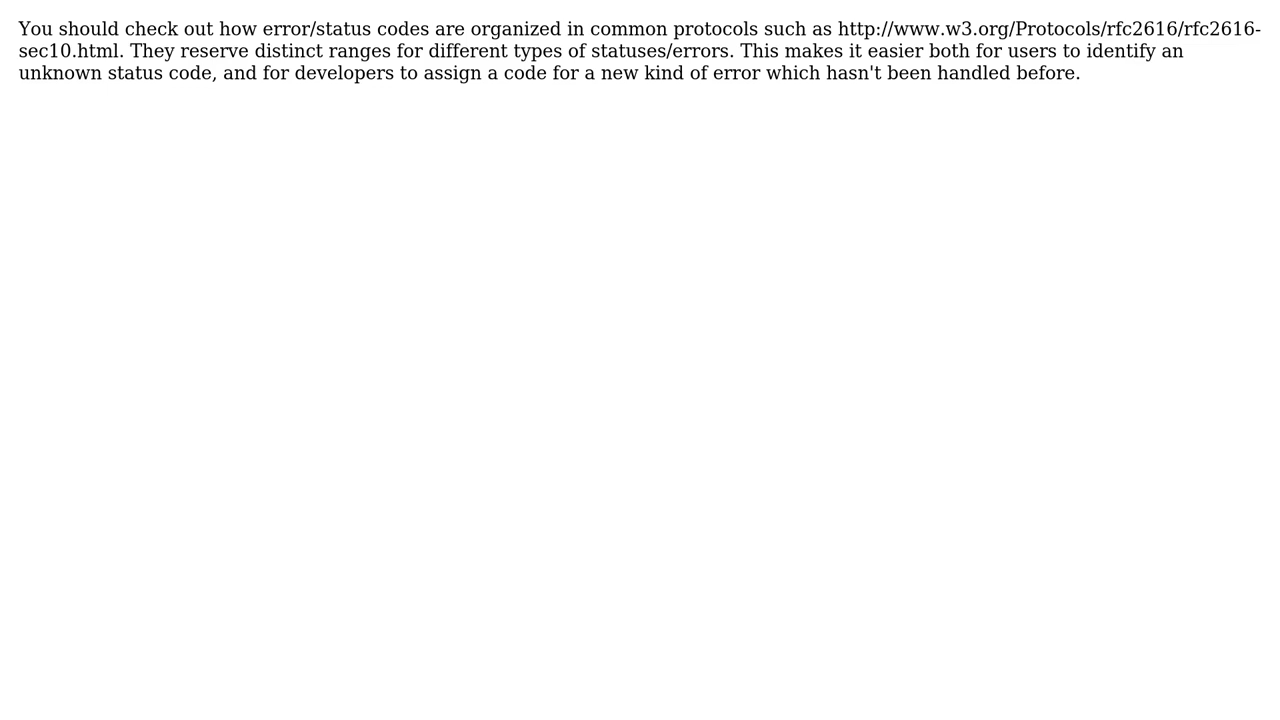 You should check out how error/status codes are organized in common protocols such as http://www.w3.org/Protocols/rfc2616/rfc2616-
sec10.html. They reserve distinct ranges for different types of statuses/errors. This makes it easier both for users to identify an
unknown status code, and for developers to assign a code for a new kind of error which hasn't been handled before.